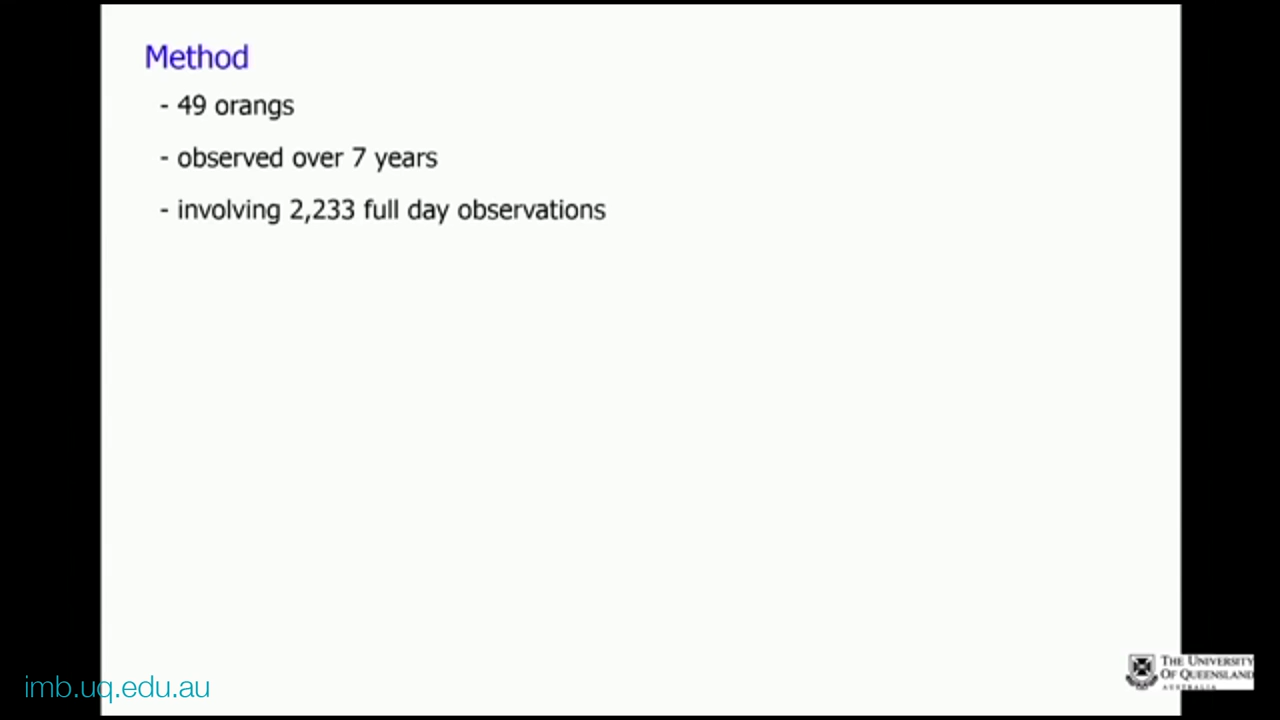 Method
- 49 orangs
- observed over 7 years
- involving 2,233 full day observations
imb.uq.edu.au
THE UNIVERSITY
OF QUEENSLAND
AUSTRALIA